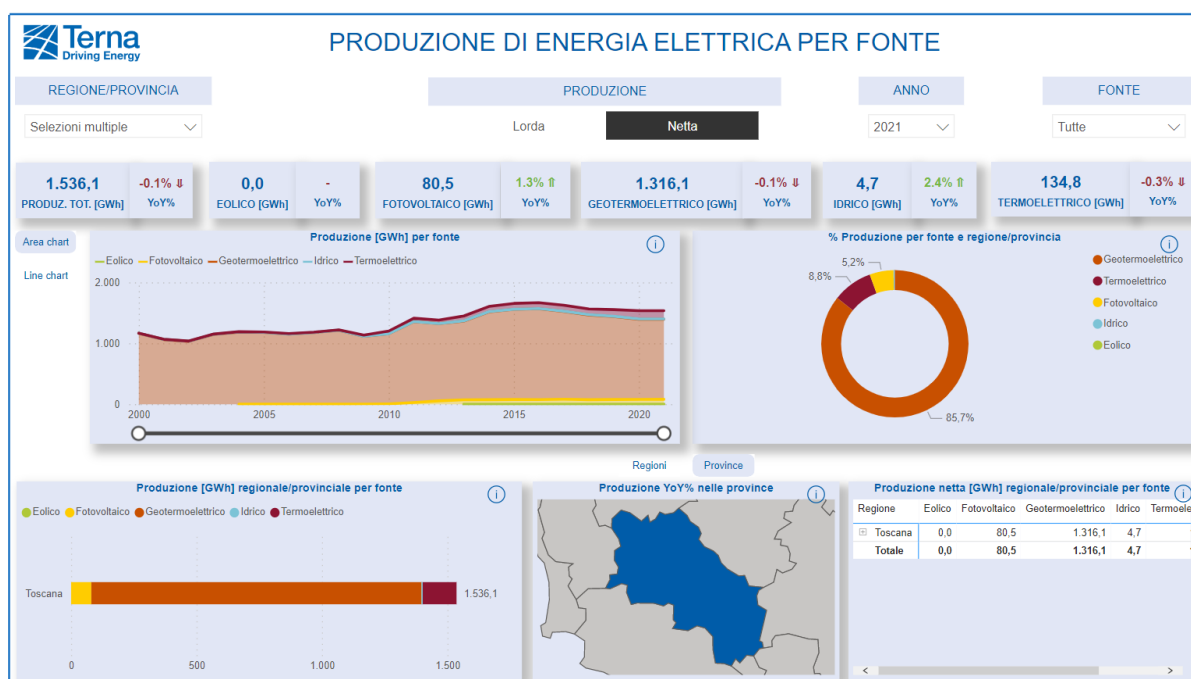 Terna
Driving Energy
PRODUZIONE DI ENERGIA ELETTRICA PER FONTE
REGIONE/PROVINCIA
PRODUZIONE
ANNO
FONTE
Selezioni multiple
Lorda
Netta
2021
Tutte
1.536,1
PRODUZ. TOT. [GWh]
-0.1% ⇓
YoY%
0,0
EOLICO [GWh]
-
YoY%
80,5
FOTOVOLTAICO [GWh]
1.3% ⇑
YoY%
1.316,1
GEOTERMOELETTRICO [GWh]
-0.1% ⇓
YoY%
4,7
IDRICO [GWh]
2.4% ⇑
YoY%
134,8
TERMOELETTRICO [GWh]
-0.3% ⇓
YoY%
Area chart
Line chart
Produzione [GWh] per fonte
i
Eolico Fotovoltaico Geotermoelettrico Idrico Termoelettrico
2.000
1.000
0
2000 2005 2010 2015 2020
% Produzione per fonte e regione/provincia
i
5,2%
8,8%
85,7%
Geotermoelettrico
Termoelettrico
Fotovoltaico
Idrico
Eolico
Regioni
Province
Produzione [GWh] regionale/provinciale per fonte
i
Eolico Fotovoltaico Geotermoelettrico Idrico Termoelettrico
Toscana
1.536,1
0 500 1.000 1.500
Produzione YoY% nelle province
i
Produzione netta [GWh] regionale/provinciale per fonte
i
Regione Eolico Fotovoltaico Geotermoelettrico Idrico Termoele
Toscana 0,0 80,5 1.316,1 4,7
Totale 0,0 80,5 1.316,1 4,7